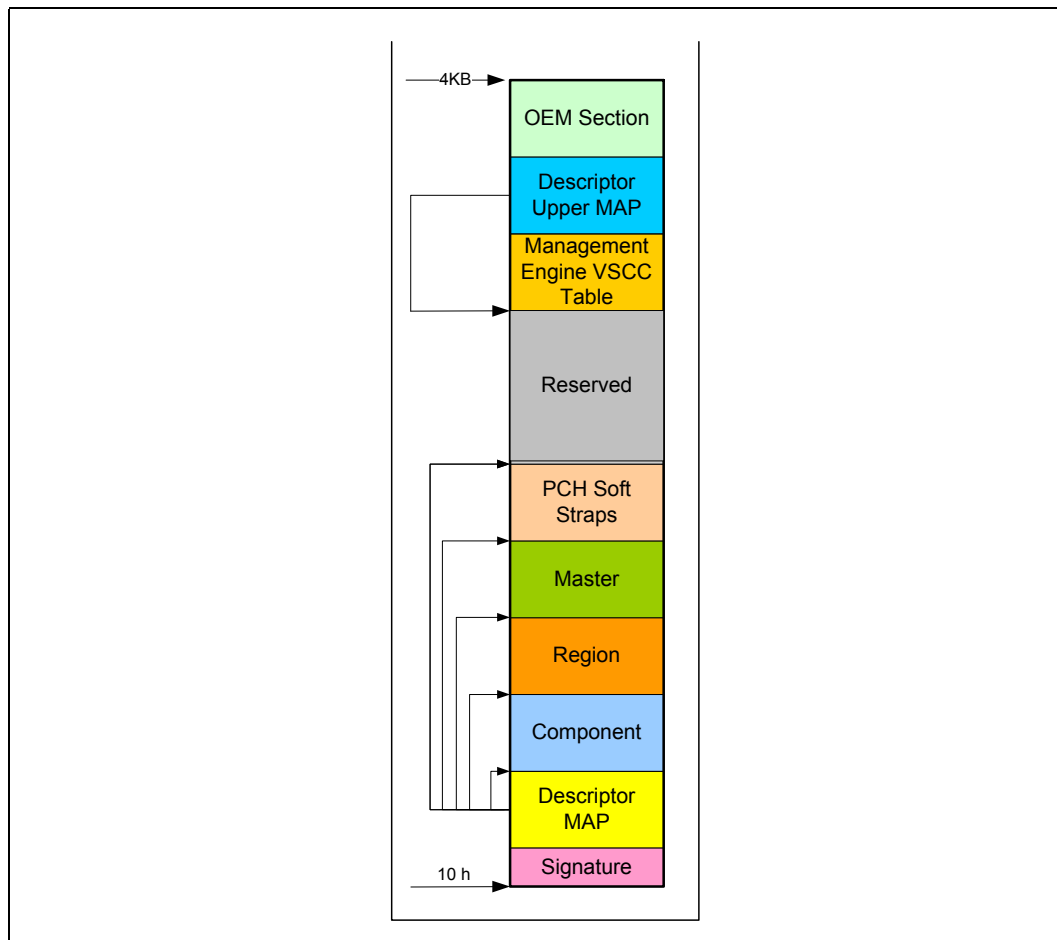 4KB
OEM Section
Descriptor
Upper MAP
Management
Engine VSCC
Table
Reserved
PCH Soft
Straps
Master
Region
Component
Descriptor
MAP
Signature
10 h